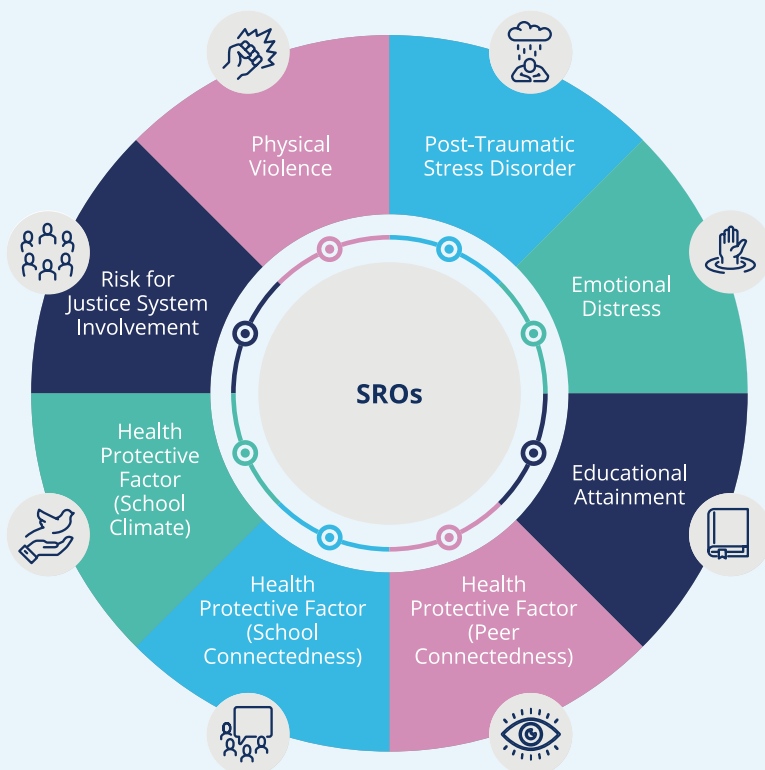 Physical
Violence
Post-Traumatic
Stress Disorder
Emotional
Distress
Educational
Attainment
Health
Protective Factor
(Peer
Connectedness)
Health
Protective Factor
(School
Connectedness)
Health
Protective
Factor
(School
Climate)
Risk for
Justice System
Involvement
SROs